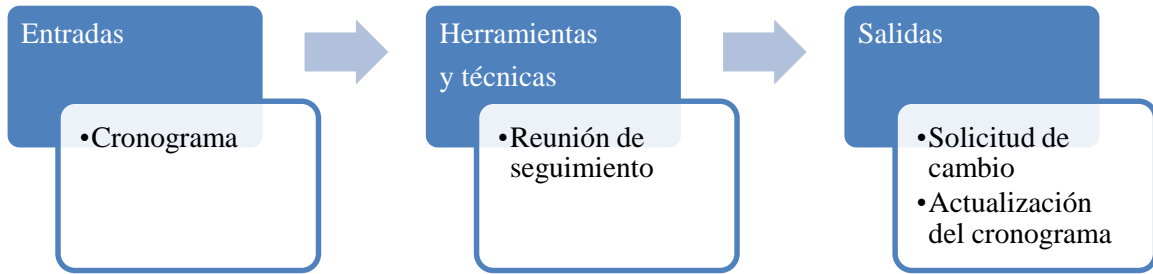 Entradas
•Cronograma
Herramientas
y técnicas
•Reunión de
seguimiento
Salidas
•Solicitud de
cambio
•Actualización
del cronograma